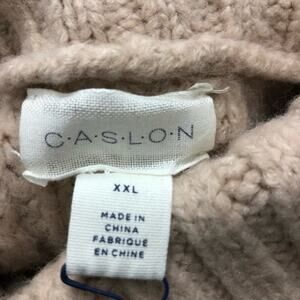 C·A·S·L·O·N
XXL
MADE IN
CHINA
FABRIQUÉ
EN CHINE